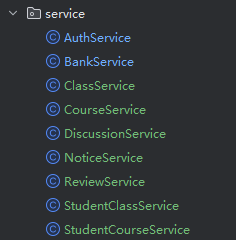 service
AuthService
BankService
ClassService
CourseService
DiscussionService
NoticeService
ReviewService
StudentClassService
StudentCourseService